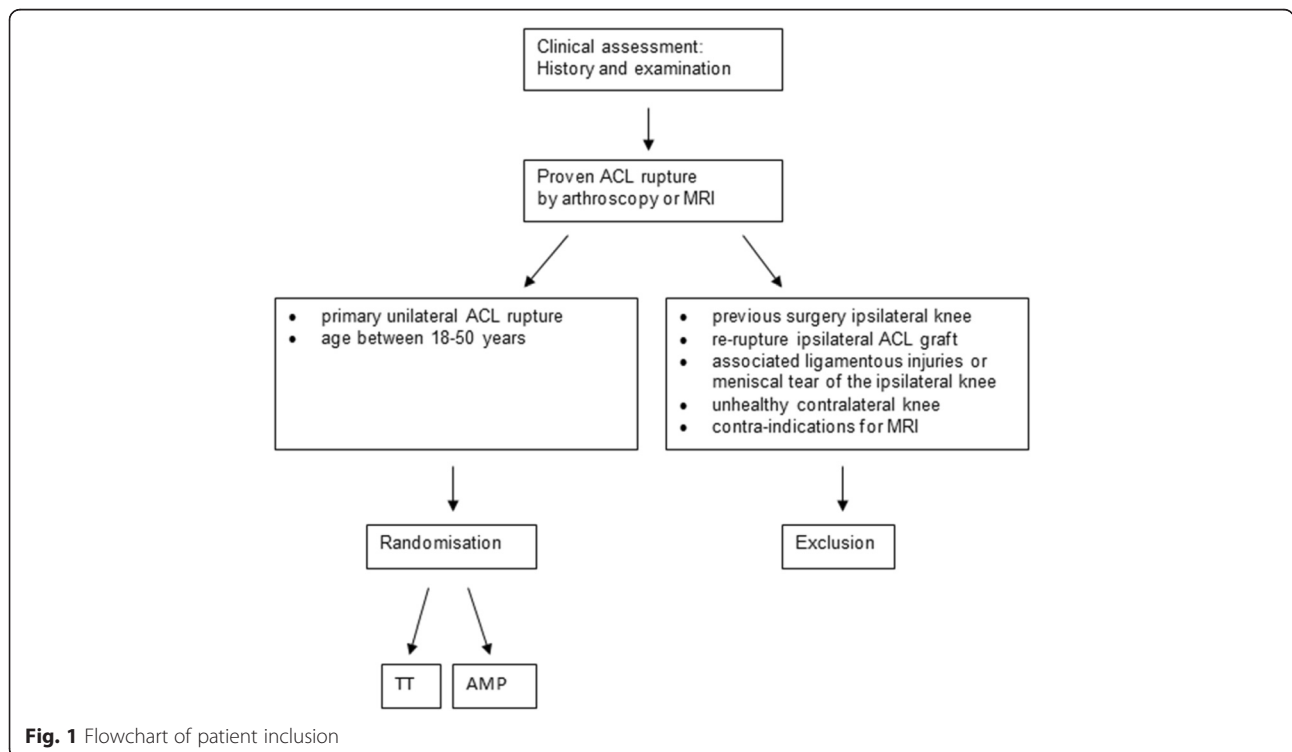 Clinical assessment:
History and examination
Proven ACL rupture
by arthroscopy or MRI
• primary unilateral ACL rupture
• age between 18-50 years
• previous surgery ipsilateral knee
• re-rupture ipsilateral ACL graft
• associated ligamentous injuries or
meniscal tear of the ipsilateral knee
• unhealthy contralateral knee
• contra-indications for MRI
Randomisation
Exclusion
TT
AMP
Fig. 1 Flowchart of patient inclusion